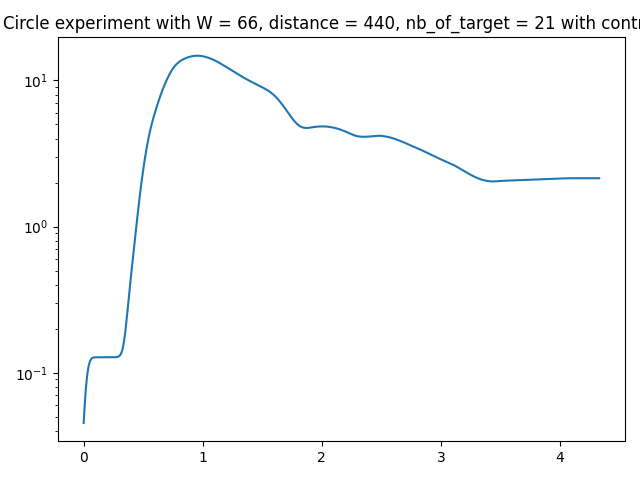 Circle experiment with W = 66, distance = 440, nb_of_target = 21 with contr
10¹
10⁰
10⁻¹
0 1 2 3 4